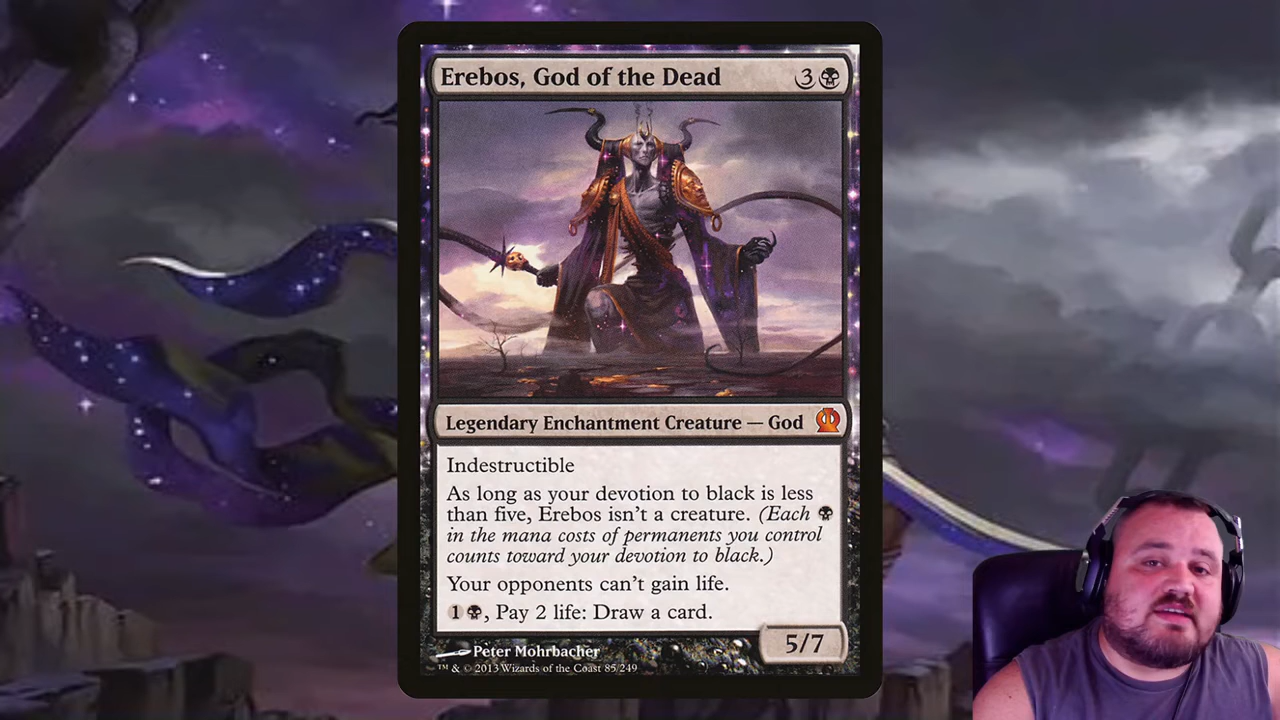 Erebos, God of the Dead 3
Legendary Enchantment Creature — God
Indestructible
As long as your devotion to black is less
than five, Erebos isn't a creature. (Each
in the mana costs of permanents you control
counts toward your devotion to black.)
Your opponents can't gain life.
1 , Pay 2 life: Draw a card.
5/7
Peter Mohrbacher
™ & © 2013 Wizards of the Coast 85/249